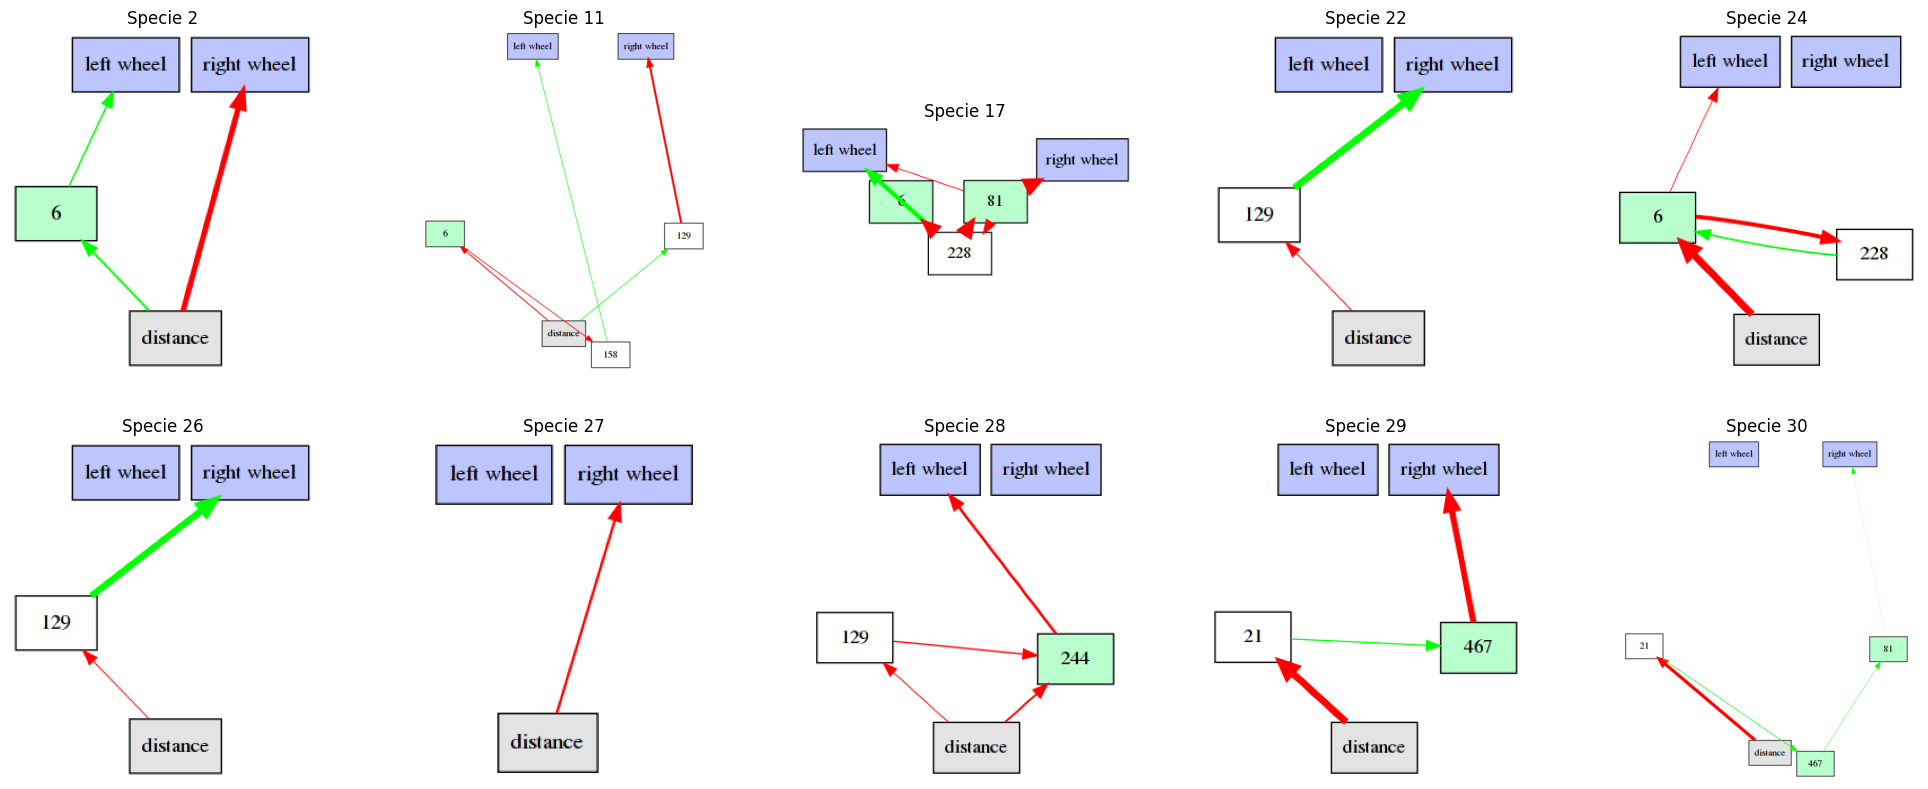 Specie 2
left wheel right wheel
6
distance
Specie 11
left wheel right wheel
6
129
distance
158
Specie 17
left wheel
right wheel
6 81
228
Specie 22
left wheel right wheel
129
distance
Specie 24
left wheel right wheel
6
228
distance
Specie 26
left wheel right wheel
129
distance
Specie 27
left wheel right wheel
distance
Specie 28
left wheel right wheel
129
244
distance
Specie 29
left wheel right wheel
21
467
distance
Specie 30
left wheel right wheel
21
81
distance
467